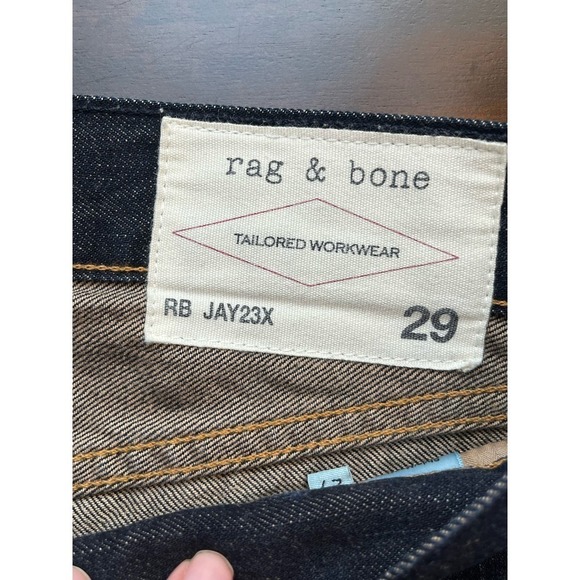 rag & bone
TAILORED WORKWEAR
RB JAY23X 29